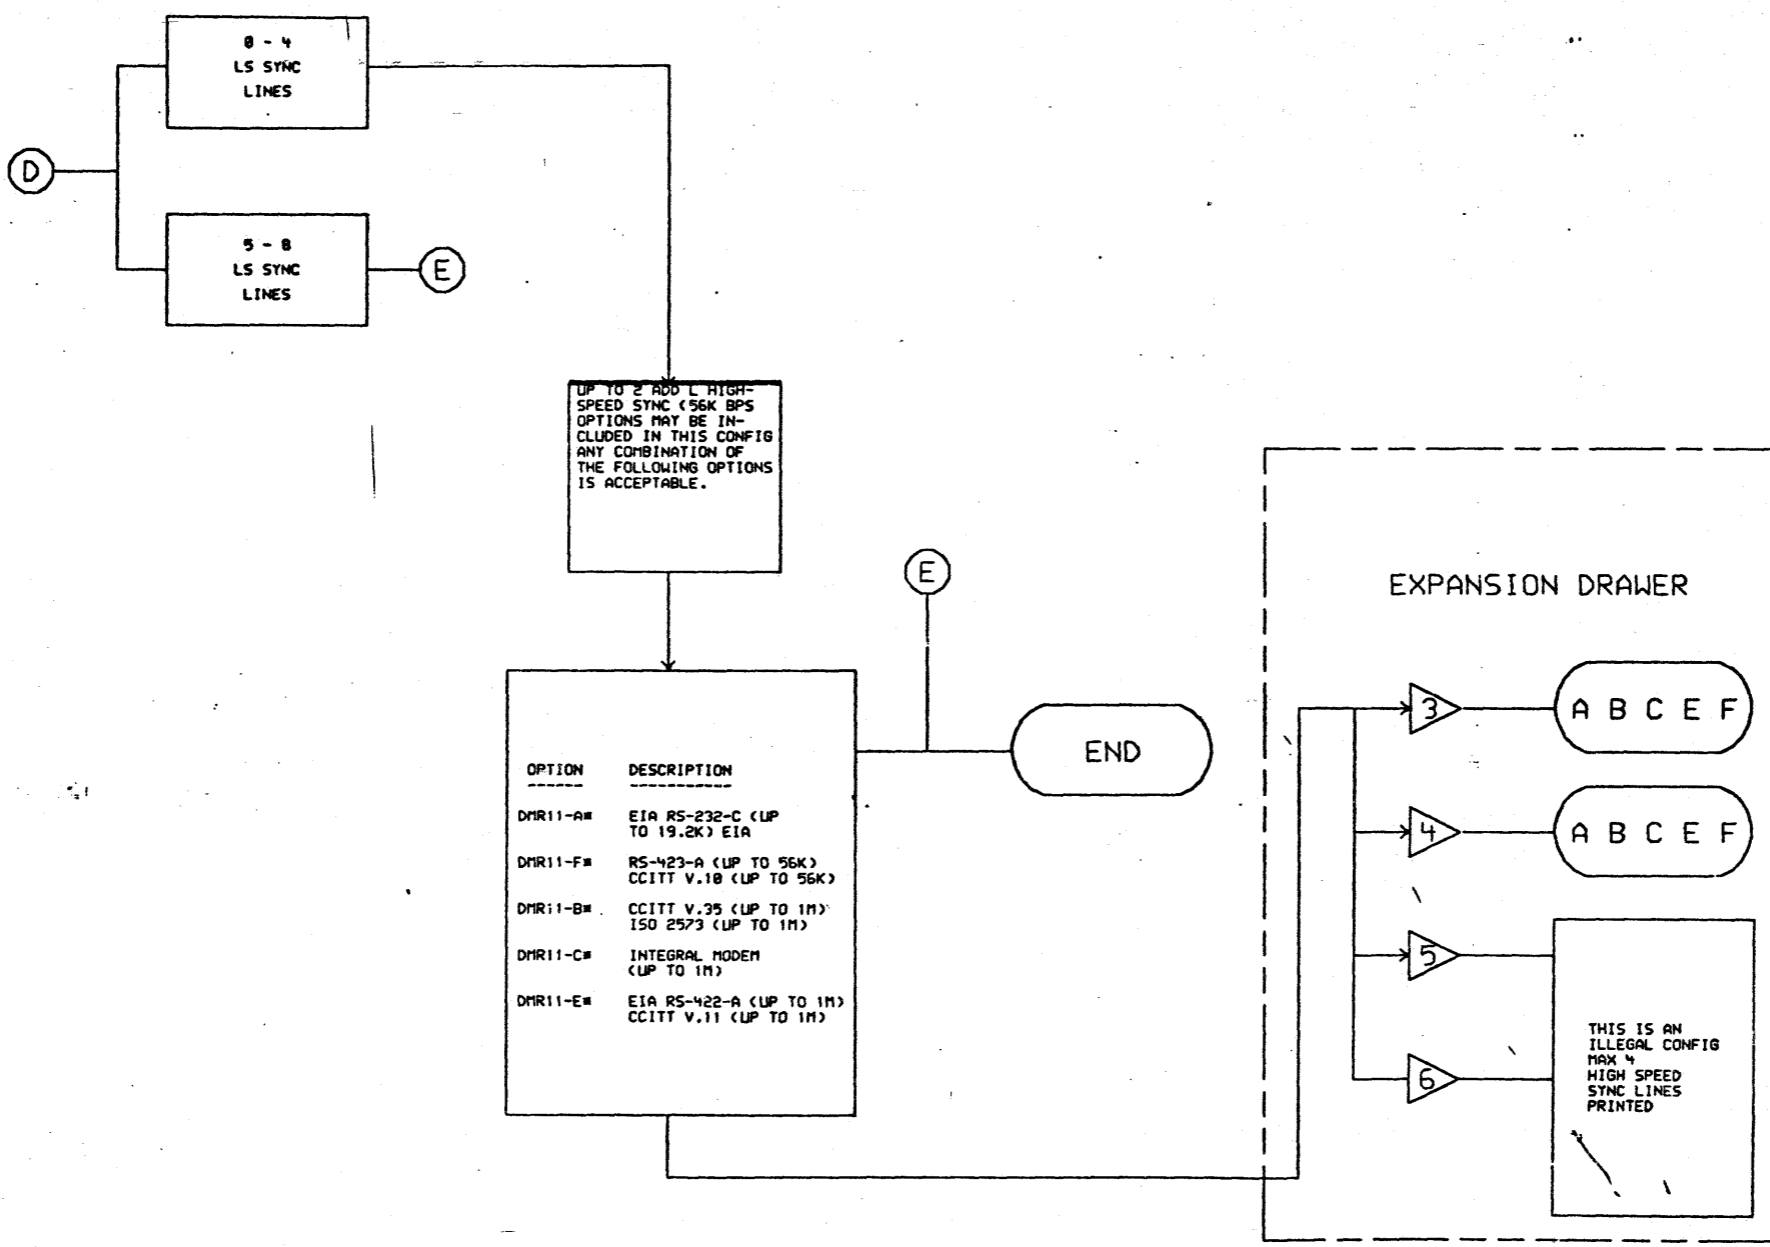 0 - 4
LS SYNC
LINES
D
5 - 8
LS SYNC
LINES
E
UP TO 2 ADD L HIGH-
SPEED SYNC (56K BPS
OPTIONS MAY BE IN-
CLUDED IN THIS CONFIG
ANY COMBINATION OF
THE FOLLOWING OPTIONS
IS ACCEPTABLE.
E
END
OPTION DESCRIPTION
------ -----------
DMR11-A* EIA RS-232-C (UP
TO 19.2K) EIA
DMR11-F* RS-423-A (UP TO 56K)
CCITT V.10 (UP TO 56K)
DMR11-B* CCITT V.35 (UP TO 1M)
ISO 2573 (UP TO 1M)
DMR11-C* INTEGRAL MODEM
(UP TO 1M)
DMR11-E* EIA RS-422-A (UP TO 1M)
CCITT V.11 (UP TO 1M)
EXPANSION DRAWER
3 A B C E F
4 A B C E F
5
6
THIS IS AN
ILLEGAL CONFIG
MAX 4
HIGH SPEED
SYNC LINES
PRINTED